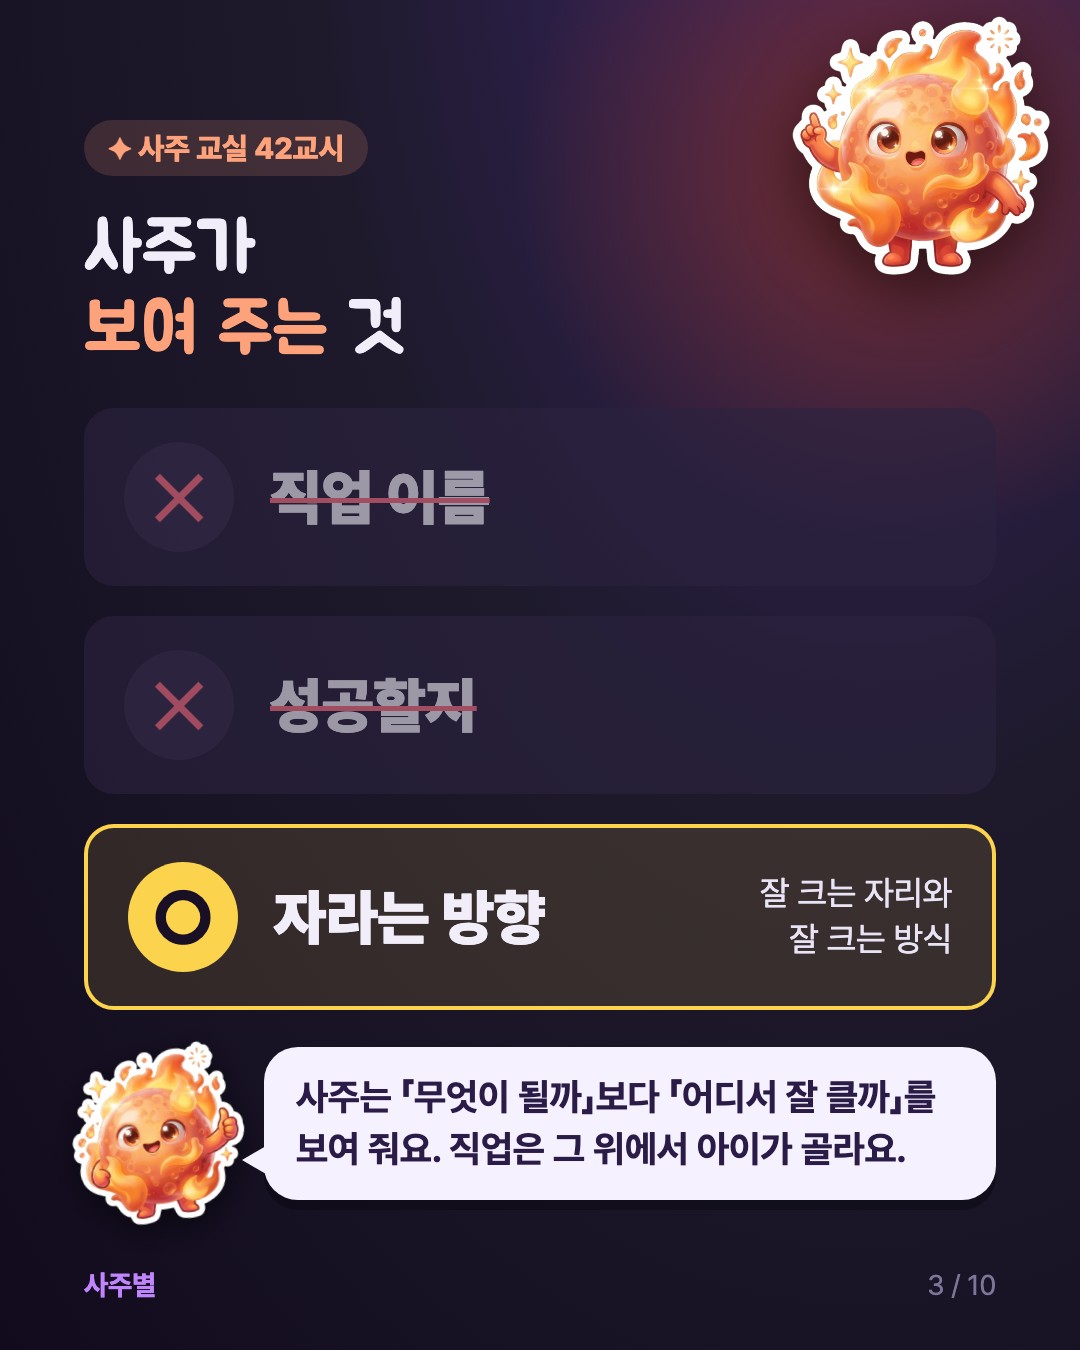 ✦ 사주 교실 42교시
사주가
보여 주는 것
직업 이름
성공할지
자라는 방향
잘 크는 자리와
잘 크는 방식
사주는 「무엇이 될까」보다 「어디서 잘 클까」를
보여 줘요. 직업은 그 위에서 아이가 골라요.
사주별
3 / 10